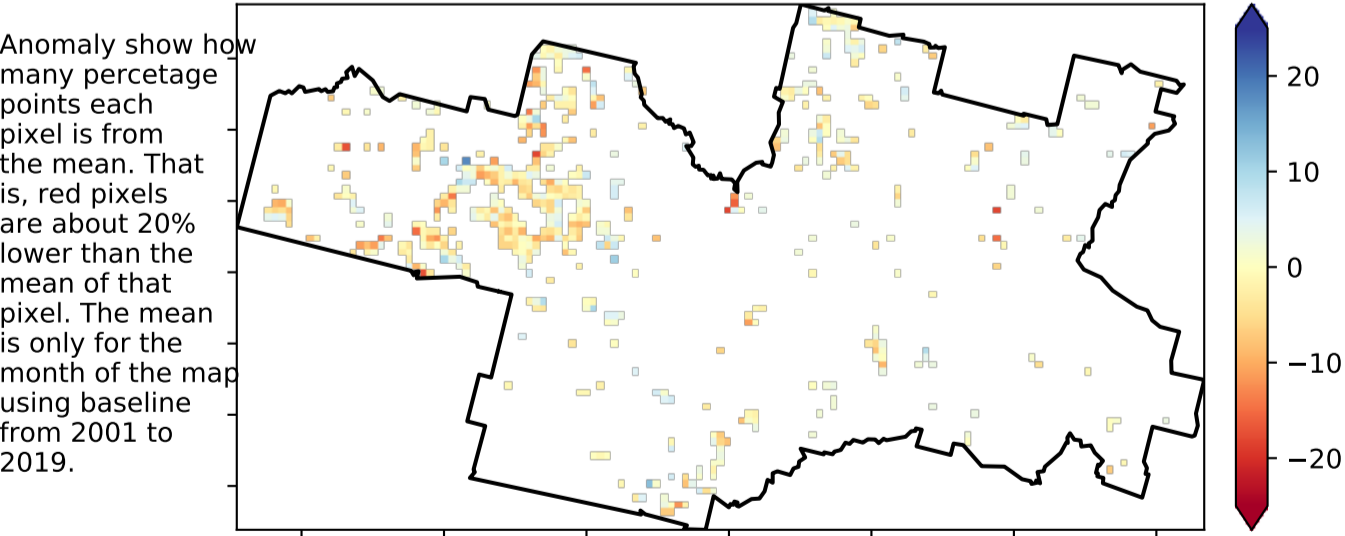 Anomaly show how
many percetage
points each
pixel is from
the mean. That
is, red pixels
are about 20%
lower than the
mean of that
pixel. The mean
is only for the
month of the map
using baseline
from 2001 to
2019.
20
10
0
−10
−20